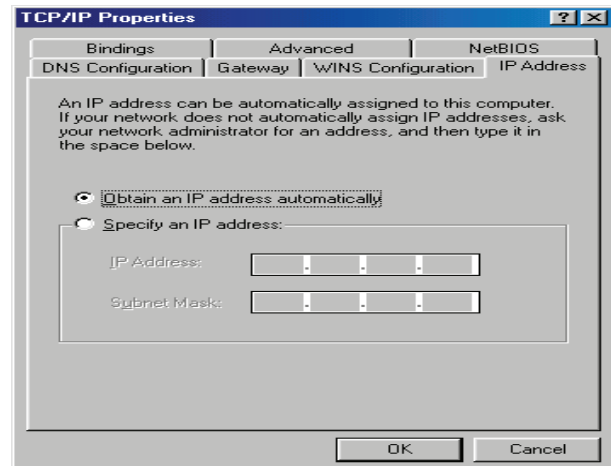 TCP/IP Properties
Bindings Advanced NetBIOS
DNS Configuration Gateway WINS Configuration IP Address
An IP address can be automatically assigned to this computer.
If your network does not automatically assign IP addresses, ask
your network administrator for an address, and then type it in
the space below.
Obtain an IP address automatically
Specify an IP address:
IP Address:
Subnet Mask:
OK Cancel